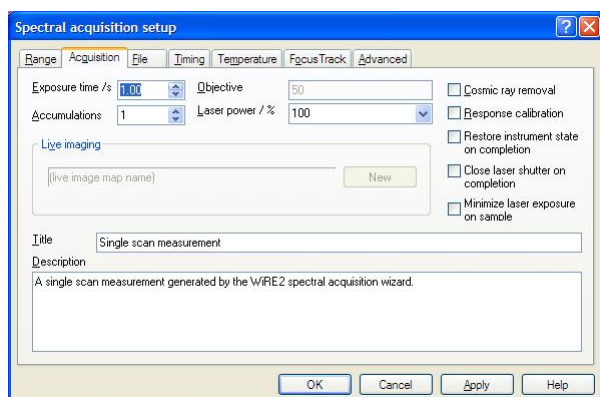 Spectral acquisition setup
Range Acquisition File Timing Temperature FocusTrack Advanced
Exposure time /s 1.00 Objective 50 Cosmic ray removal
Accumulations 1 Laser power / % 100 Response calibration
Restore instrument state
on completion
Live imaging
(live image map name) New
Close laser shutter on
completion
Minimize laser exposure
on sample
Title Single scan measurement
Description
A single scan measurement generated by the WiRE2 spectral acquisition wizard.
OK Cancel Apply Help